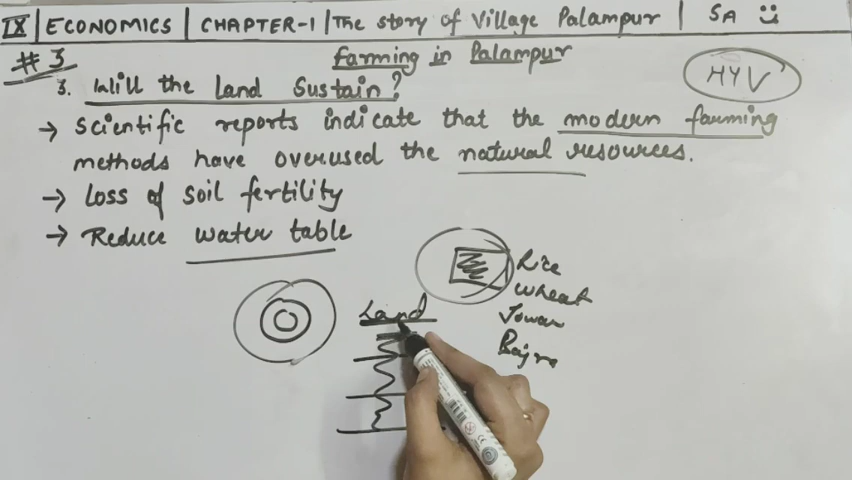 IX | ECONOMICS | CHAPTER-1 | The story of Village Palampur | SA
#3 Farming in Palampur
3. Will the Land Sustain?
HYV
→ Scientific reports indicate that the modern farming
methods have overused the natural resources.
→ Loss of soil fertility
→ Reduce water table
Rice
Wheat
Jowar
Bajra
Land